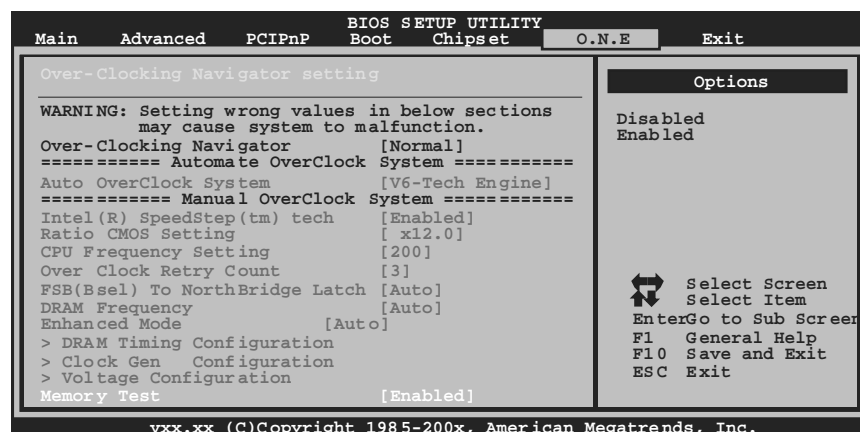 BIOS SETUP UTILITY
Main Advanced PCIPnP Boot Chipset O.N.E Exit
Over-Clocking Navigator setting
WARNING: Setting wrong values in below sections
may cause system to malfunction.
Over-Clocking Navigator [Normal]
=========== Automate OverClock System ===========
Auto OverClock System [V6-Tech Engine]
============ Manual OverClock System ============
Intel(R) SpeedStep(tm) tech [Enabled]
Ratio CMOS Setting [ x12.0]
CPU Frequency Setting [200]
Over Clock Retry Count [3]
FSB(Bsel) To NorthBridge Latch [Auto]
DRAM Frequency [Auto]
Enhanced Mode [Auto]
> DRAM Timing Configuration
> Clock Gen Configuration
> Voltage Configuration
Memory Test [Enabled]
Options
Disabled
Enabled
Select Screen
Select Item
EnterGo to Sub Screen
F1 General Help
F10 Save and Exit
ESC Exit
vxx.xx (C)Copyright 1985-200x, American Megatrends, Inc.